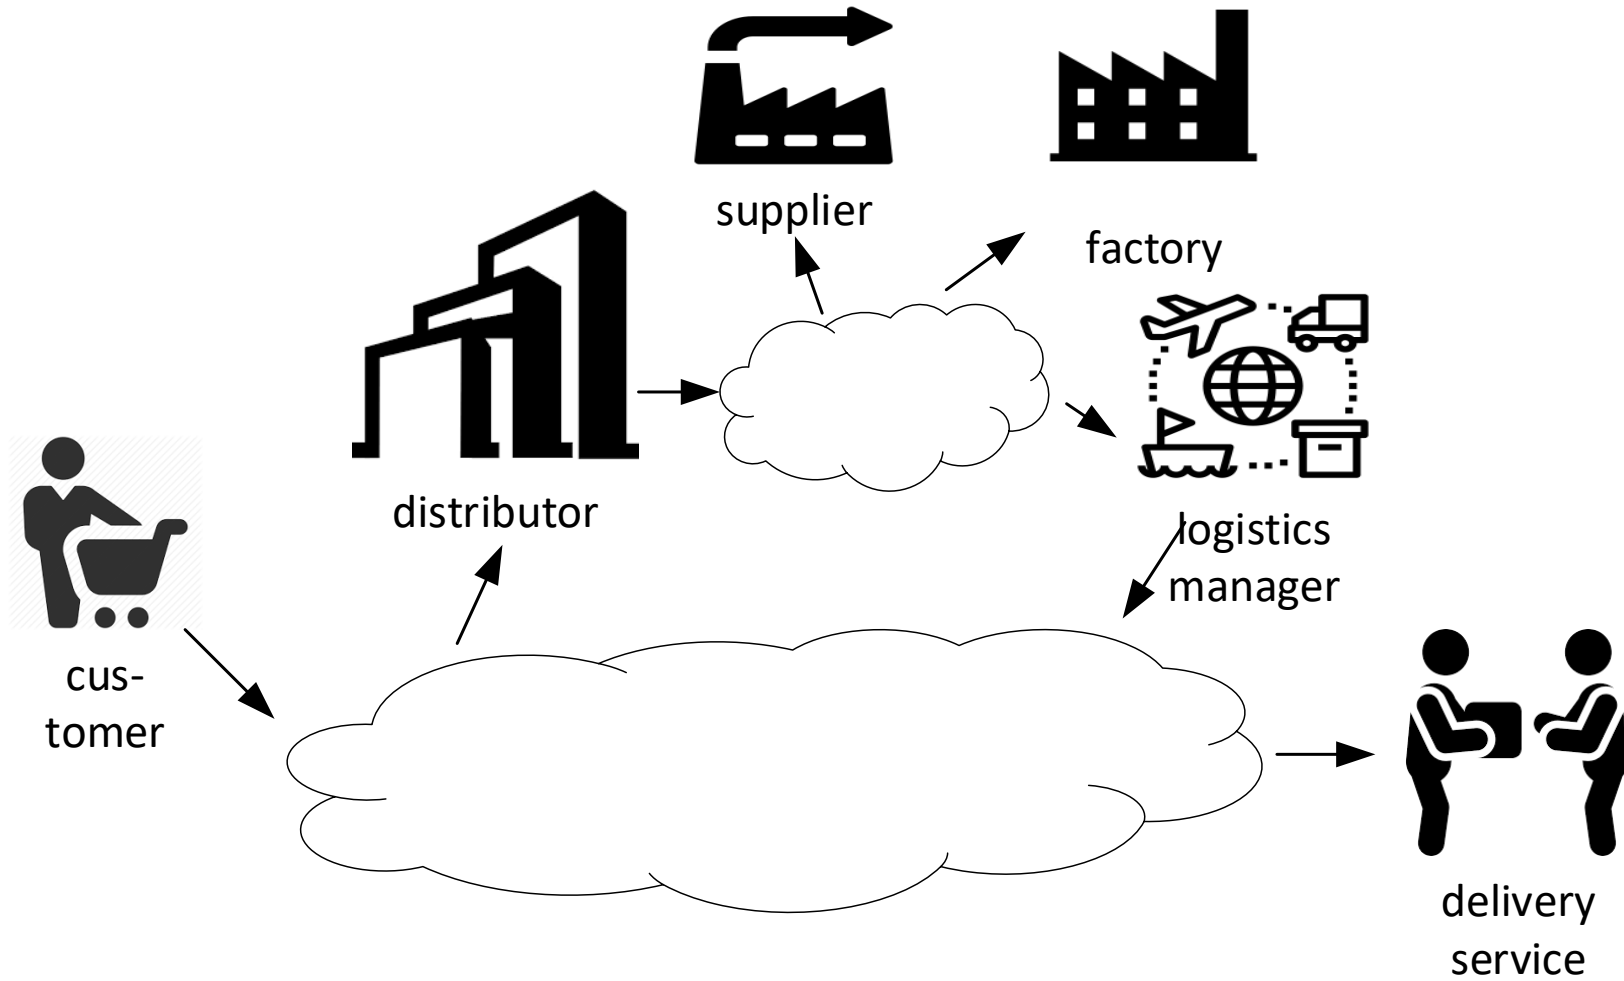 supplier
factory
distributor
logistics
manager
cus-
tomer
delivery
service